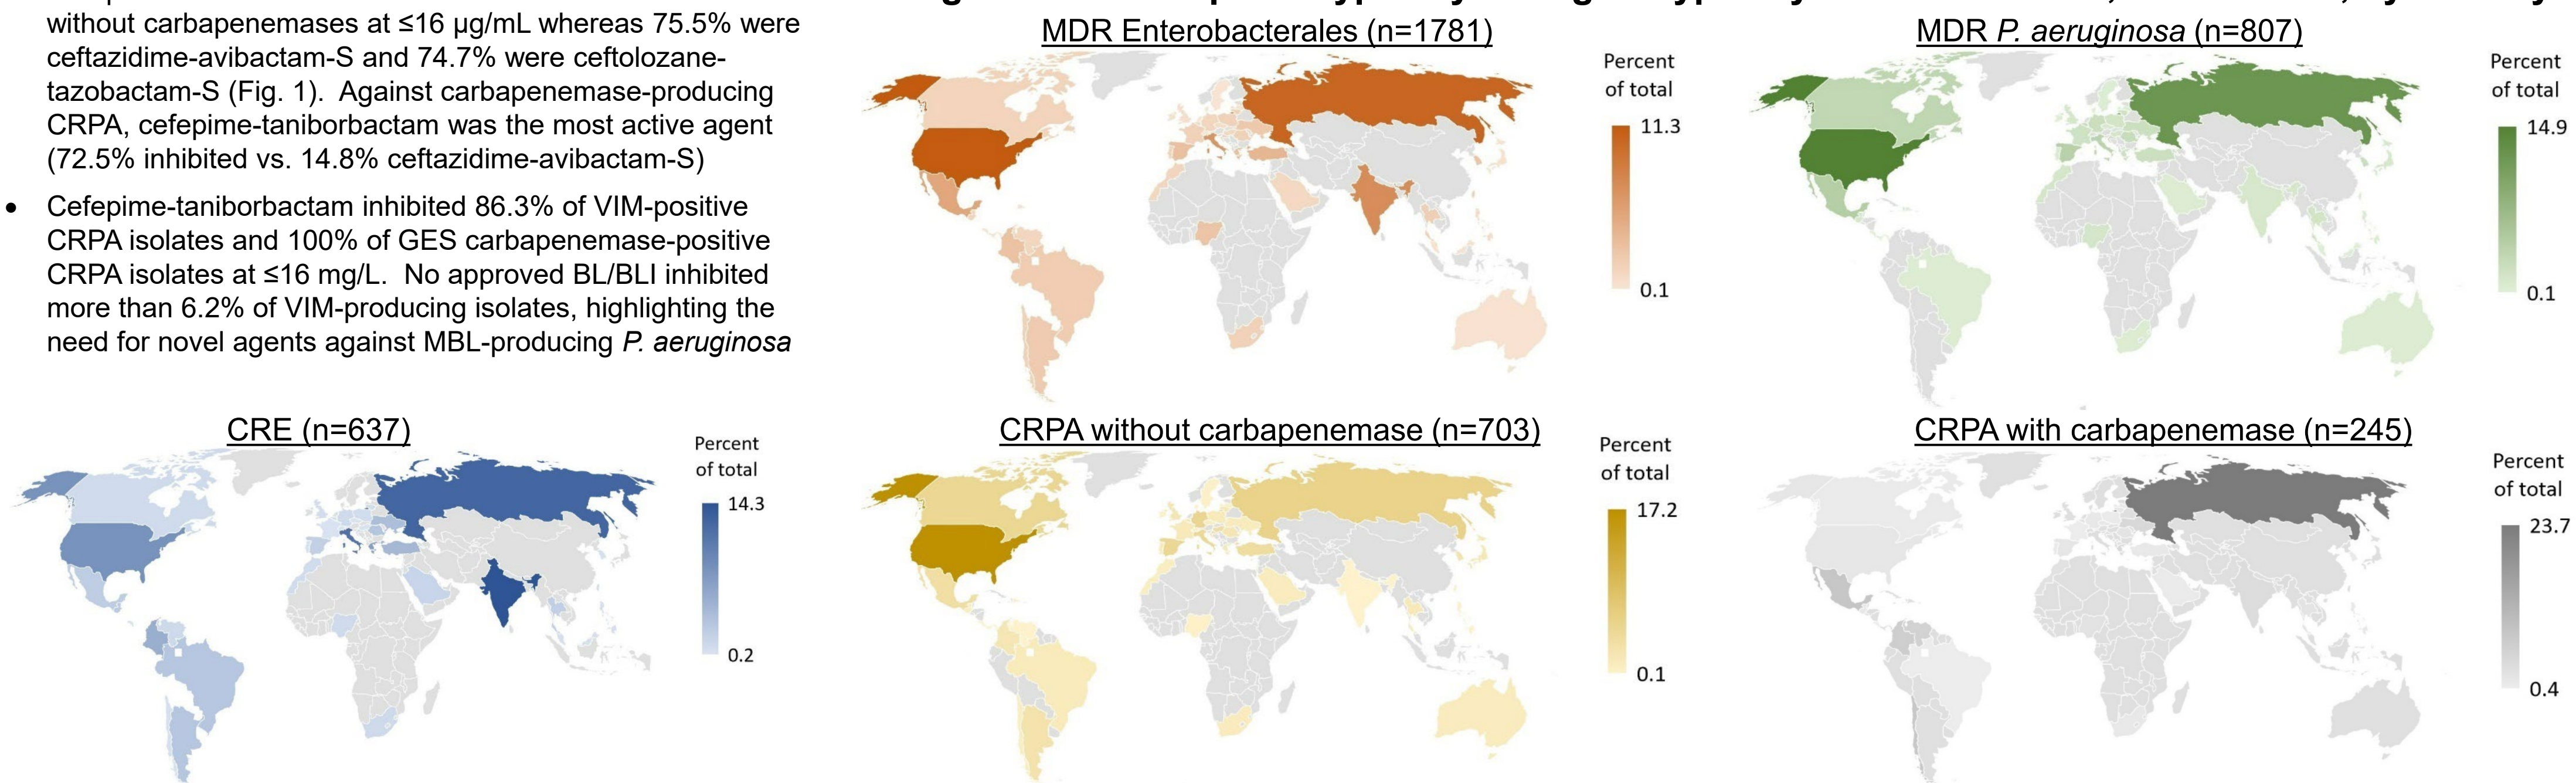 without carbapenemases at ≤16 µg/mL whereas 75.5% were
ceftazidime-avibactam-S and 74.7% were ceftolozane-
tazobactam-S (Fig. 1).  Against carbapenemase-producing
CRPA, cefepime-taniborbactam was the most active agent
(72.5% inhibited vs. 14.8% ceftazidime-avibactam-S)
• Cefepime-taniborbactam inhibited 86.3% of VIM-positive
CRPA isolates and 100% of GES carbapenemase-positive
CRPA isolates at ≤16 mg/L.  No approved BL/BLI inhibited
more than 6.2% of VIM-producing isolates, highlighting the
need for novel agents against MBL-producing P. aeruginosa
MDR Enterobacterales (n=1781)
Percent
of total
11.3
0.1
MDR P. aeruginosa (n=807)
Percent
of total
14.9
0.1
CRE (n=637)
Percent
of total
14.3
0.2
CRPA without carbapenemase (n=703)
Percent
of total
17.2
0.1
CRPA with carbapenemase (n=245)
Percent
of total
23.7
0.4